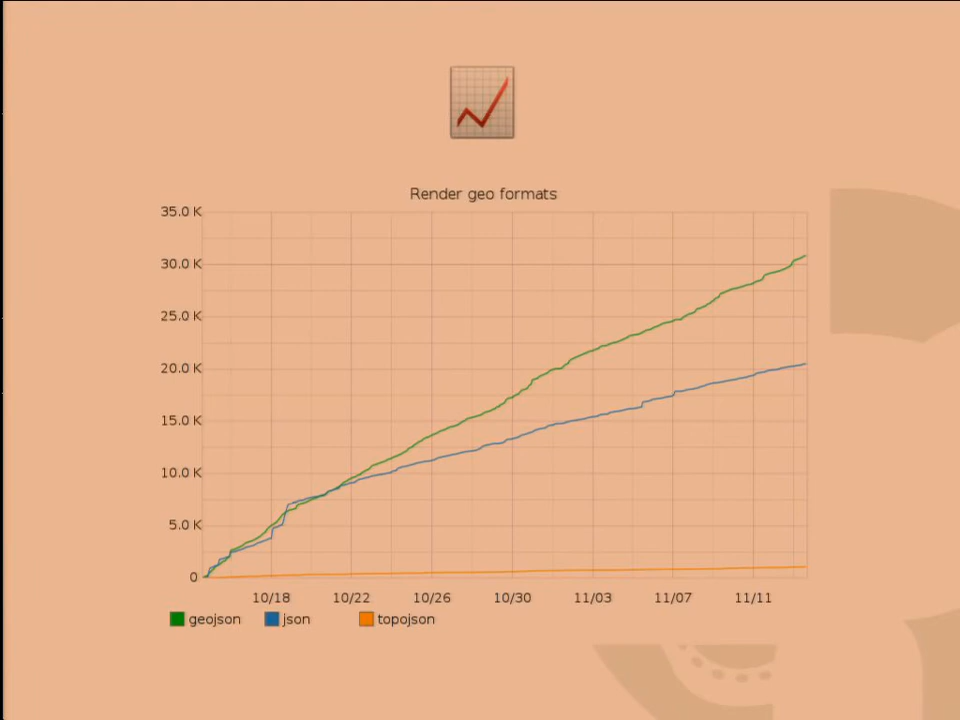 Render geo formats
35.0 K
30.0 K
25.0 K
20.0 K
15.0 K
10.0 K
5.0 K
0
10/18 10/22 10/26 10/30 11/03 11/07 11/11
geojson json topojson